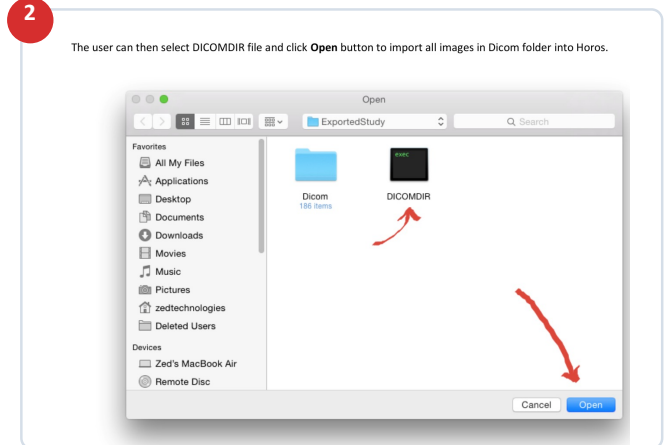 2
The user can then select DICOMDIR file and click Open button to import all images in Dicom folder into Horos.
Open
ExportedStudy
Search
Favorites
All My Files
Applications
Desktop
Documents
Downloads
Movies
Music
Pictures
zedtechnologies
Deleted Users
Devices
Zed's MacBook Air
Remote Disc
exec
Dicom
186 items
DICOMDIR
Cancel
Open